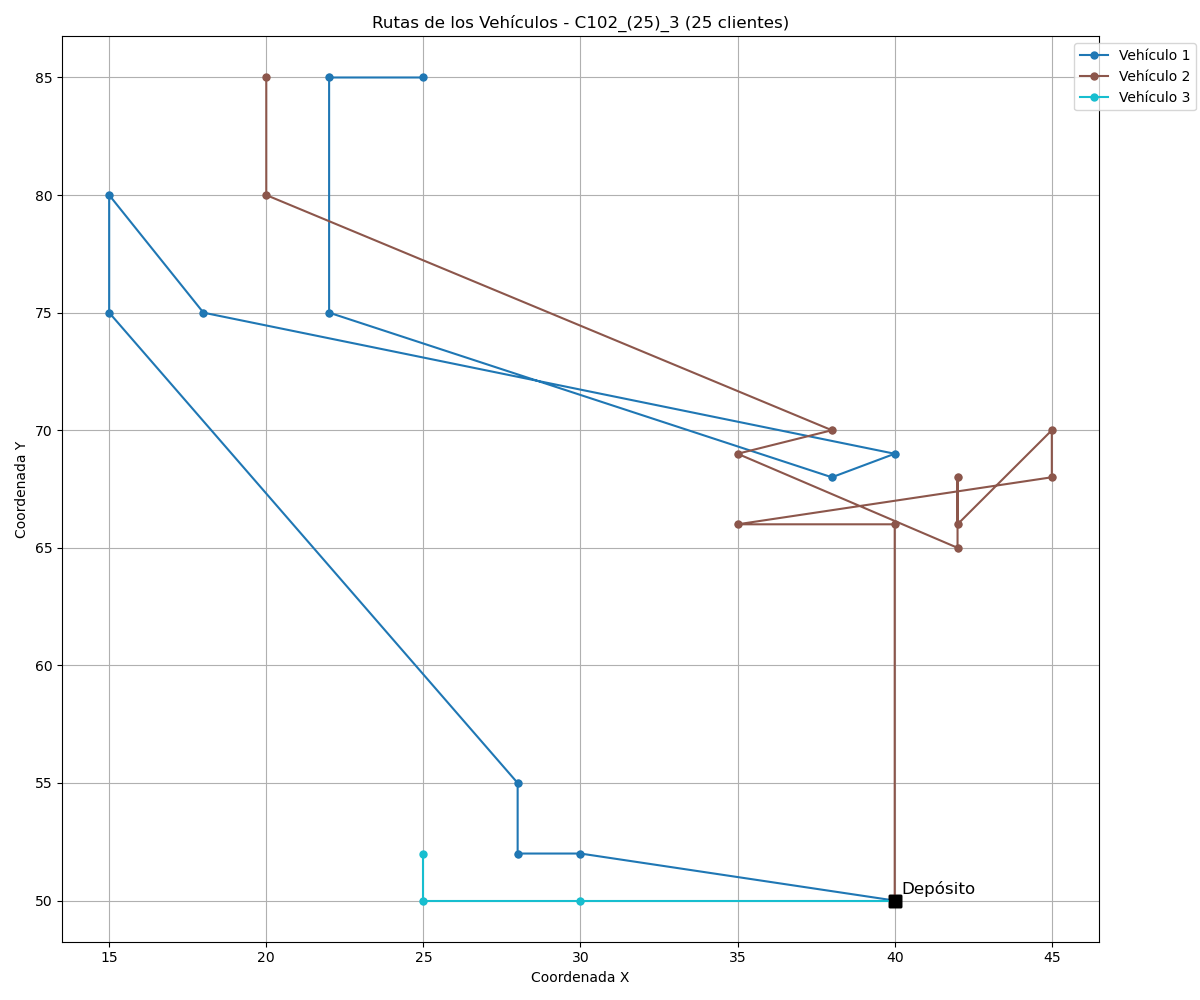 Rutas de los Vehículos - C102_(25)_3 (25 clientes)
Vehículo 1
Vehículo 2
Vehículo 3
Coordenada Y
85
80
75
70
65
60
55
50
Depósito
15
20
25
30
35
40
45
Coordenada X